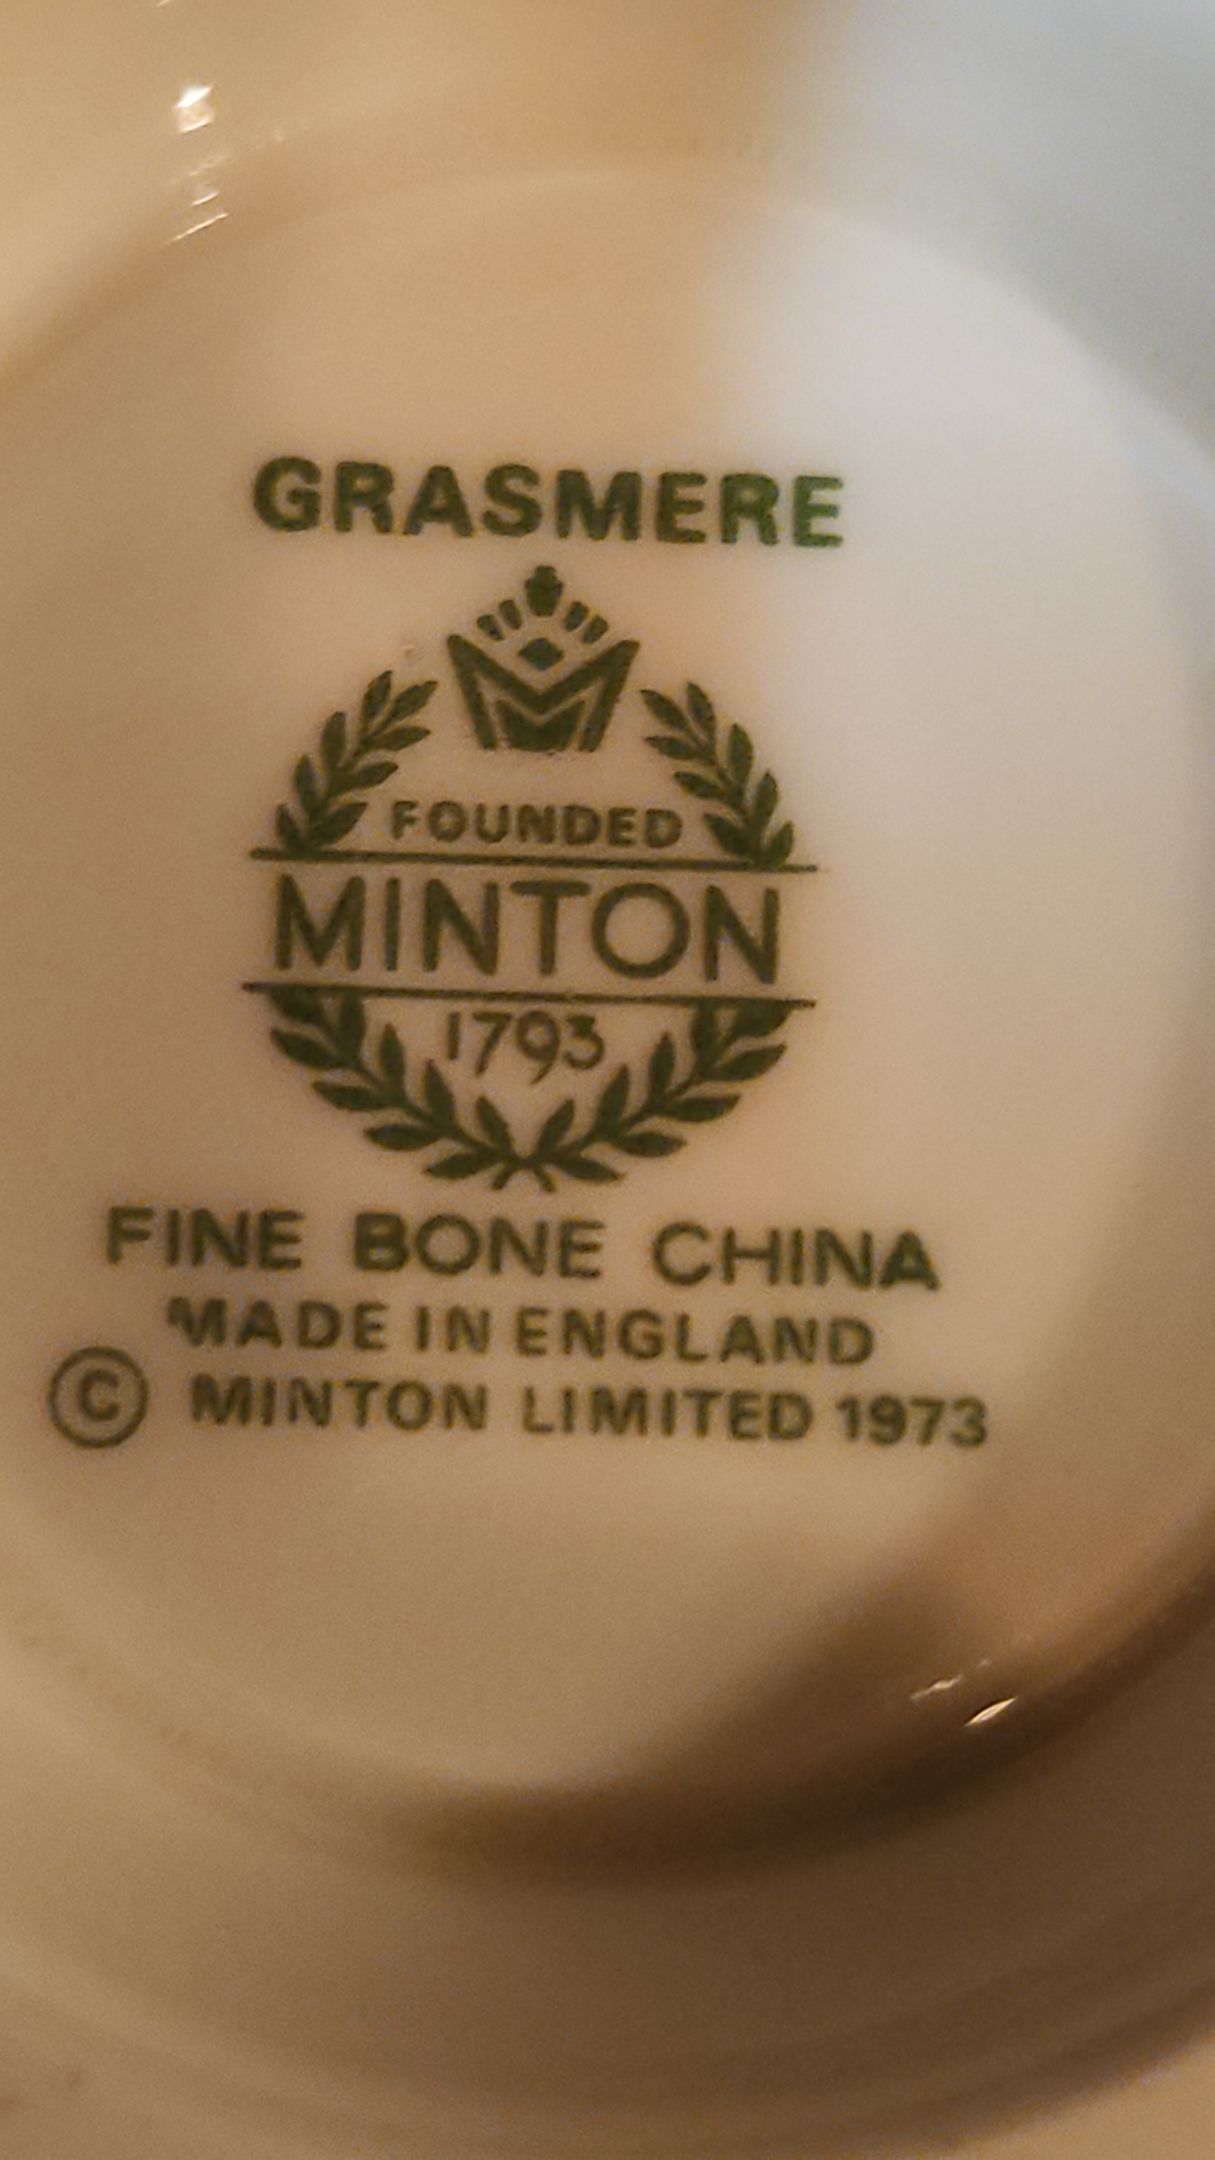 GRASMERE
FOUNDED
MINTON
1793
FINE BONE CHINA
MADE IN ENGLAND
© MINTON LIMITED 1973